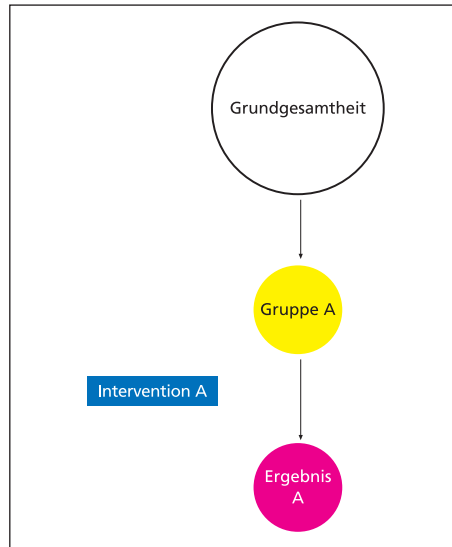 Grundgesamtheit
Gruppe A
Intervention A
Ergebnis
A